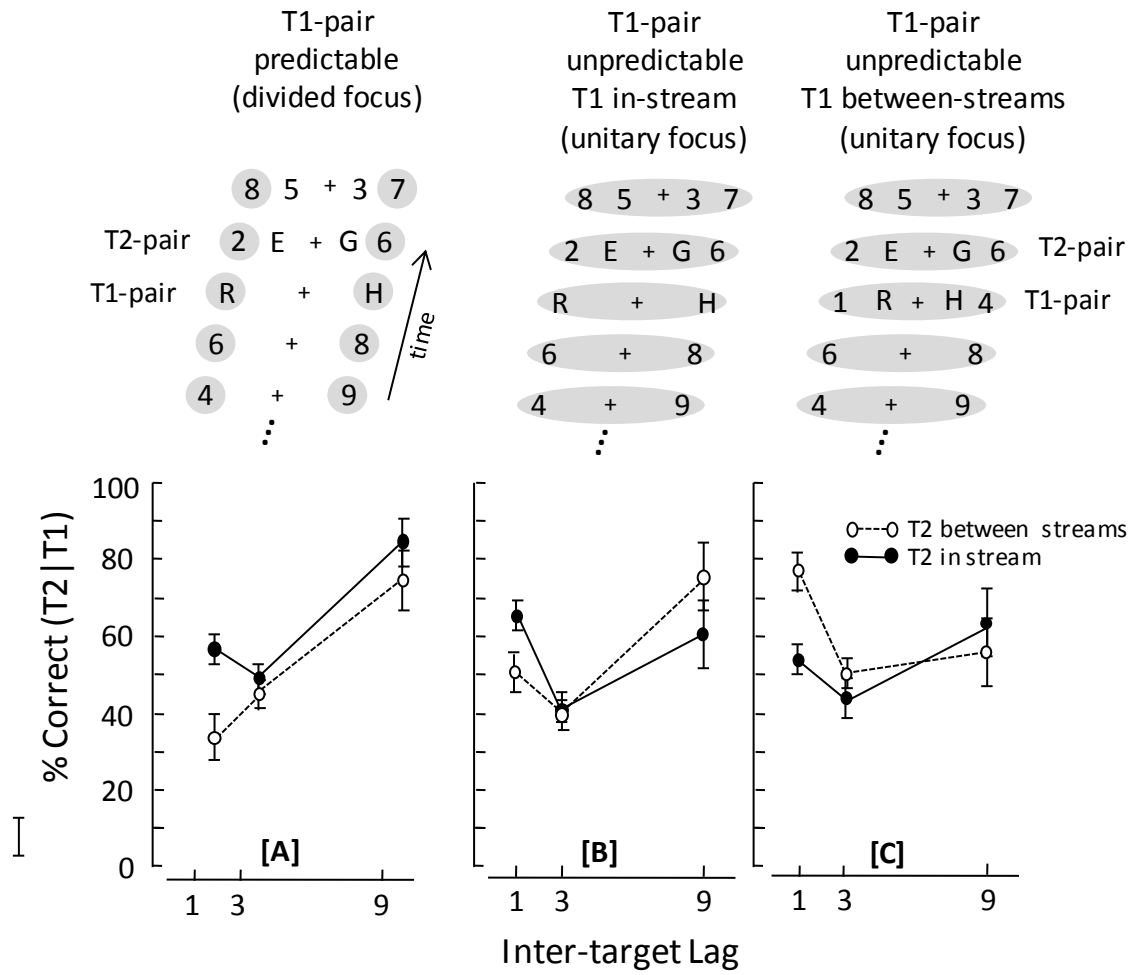 T1-pair
predictable
(divided focus)
T1-pair
unpredictable
T1 in-stream
(unitary focus)
T1-pair
unpredictable
T1 between-streams
(unitary focus)
8 5 + 3 7
T2-pair 2 E + G 6
T1-pair R + H
6 + 8
4 + 9
time
8 5 + 3 7
2 E + G 6
R + H
6 + 8
4 + 9
8 5 + 3 7
2 E + G 6 T2-pair
1 R + H 4 T1-pair
6 + 8
4 + 9
% Correct (T2|T1)
100
80
60
40
20
0
T2 between streams
T2 in stream
[A]
[B]
[C]
1 3 9
1 3 9
1 3 9
Inter-target Lag